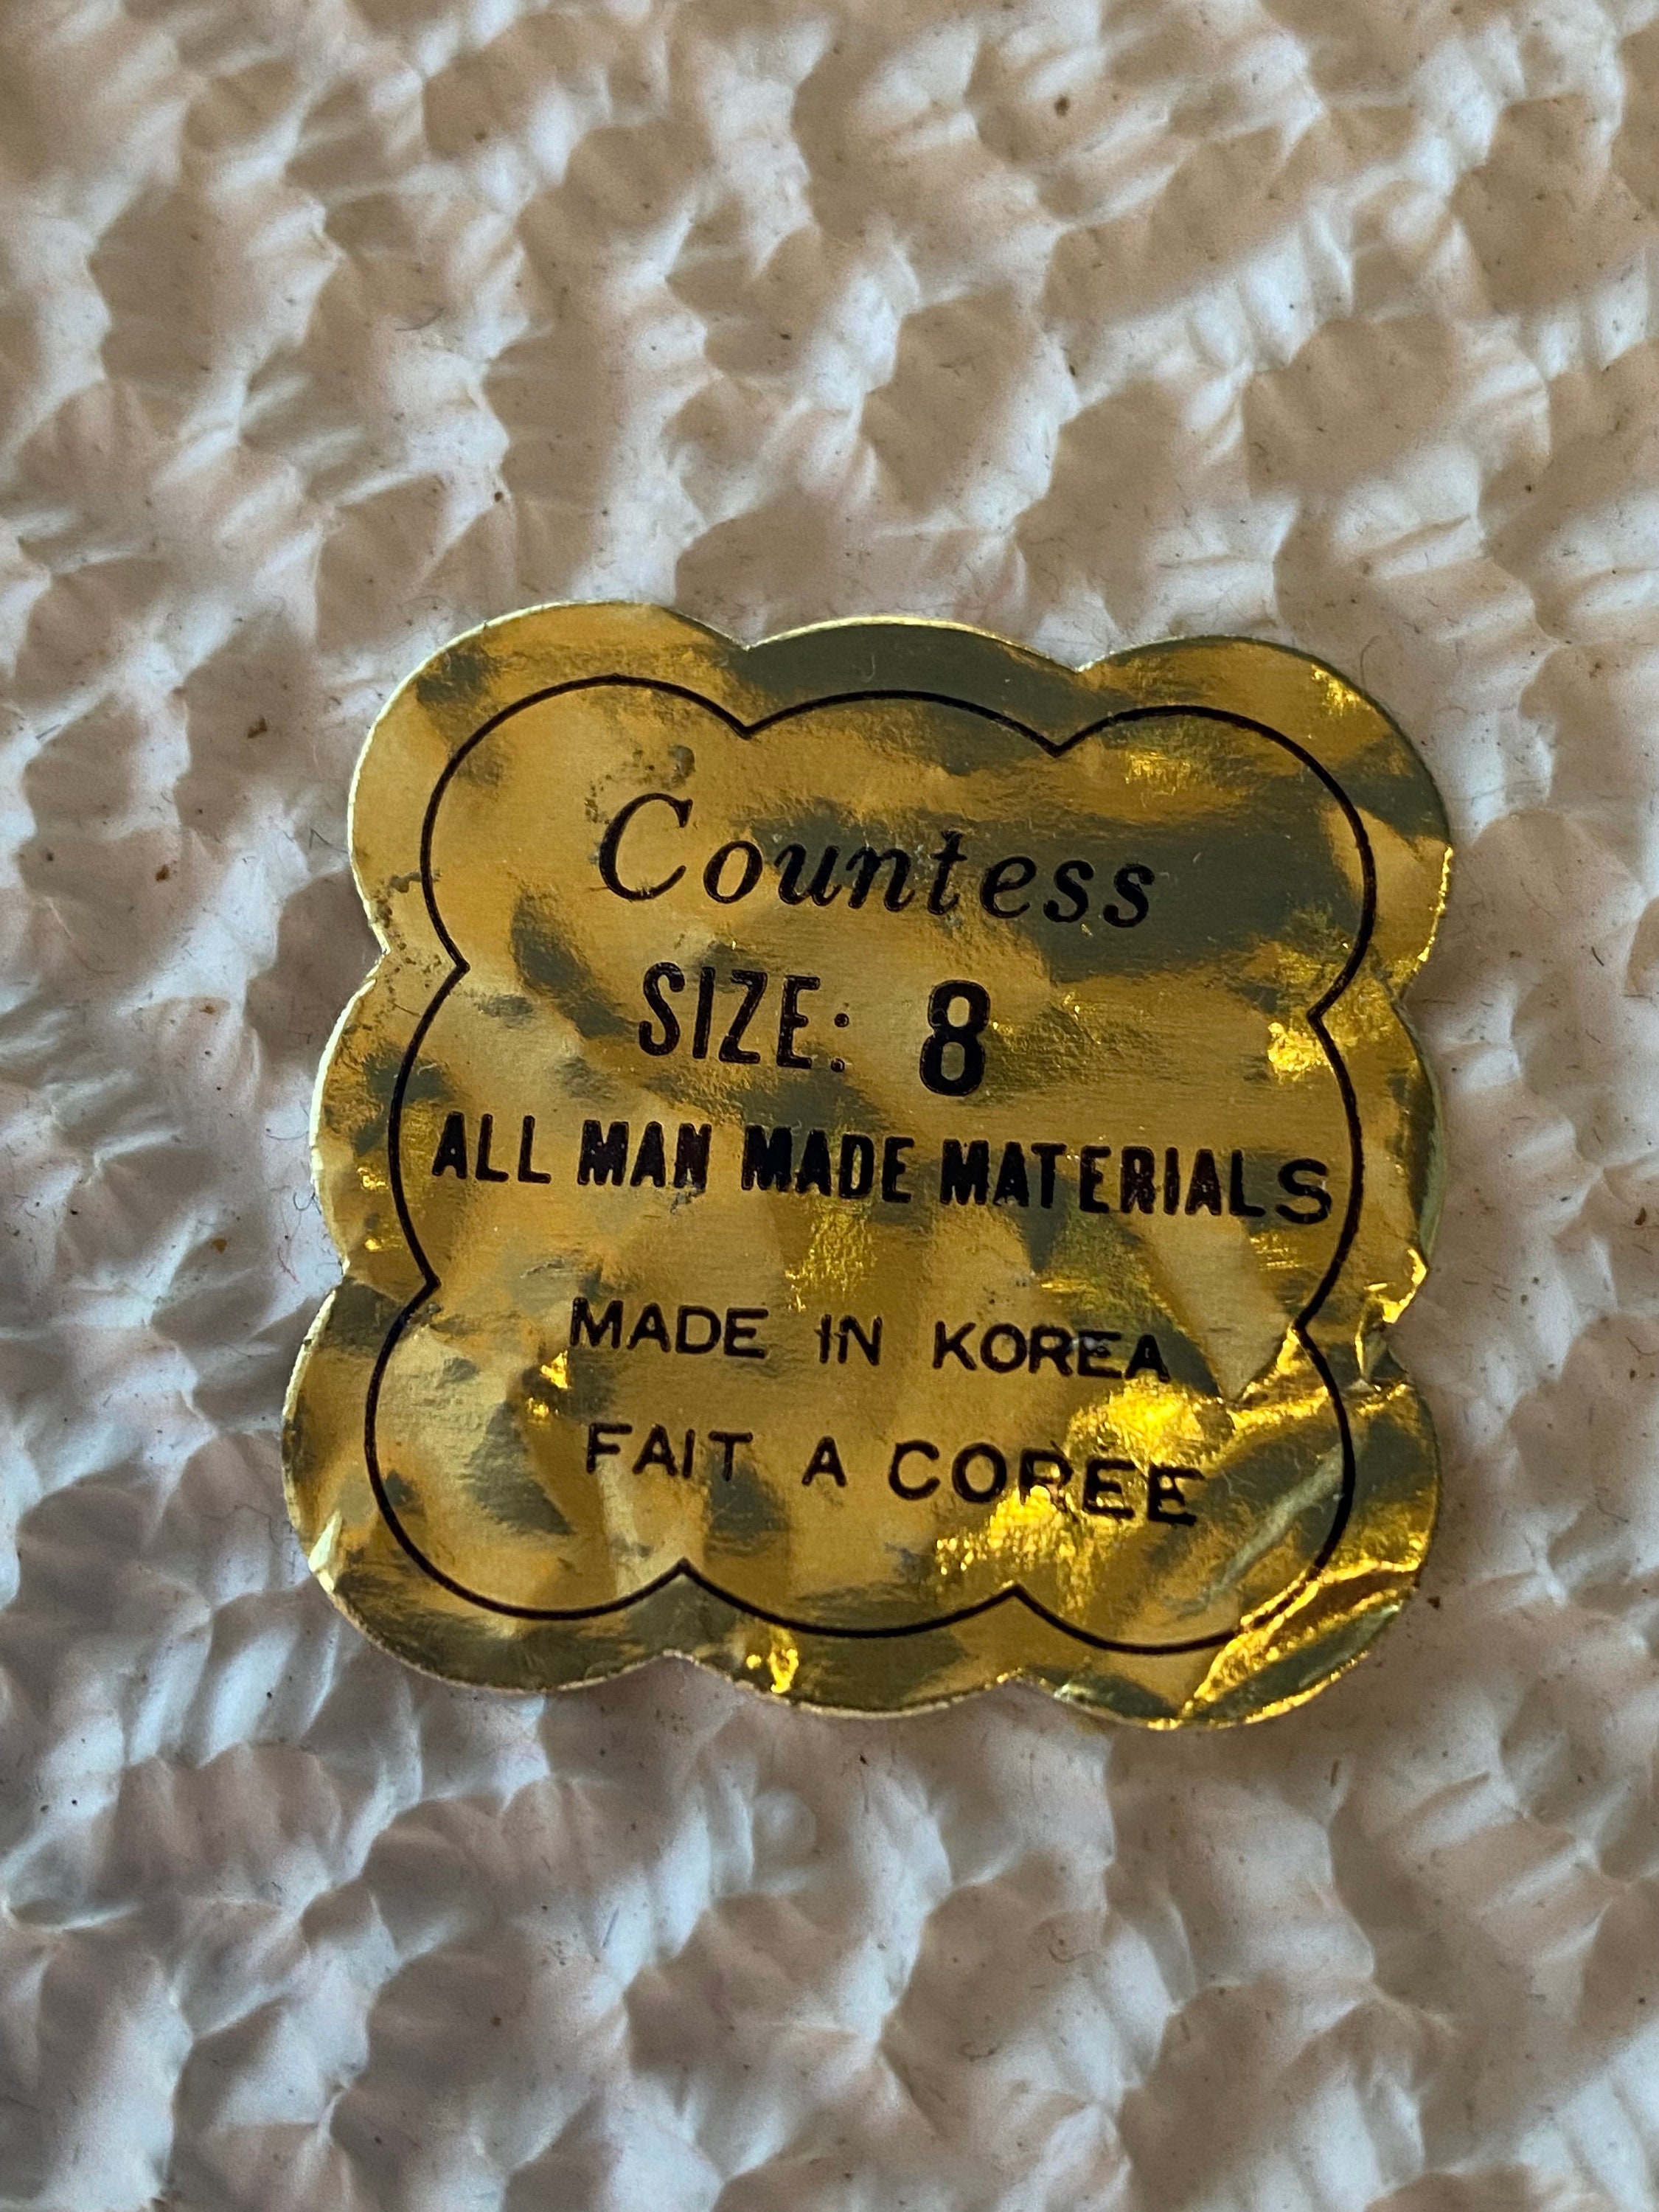 Countess
SIZE: 8
ALL MAN MADE MATERIALS
MADE IN KOREA
FAIT A COREE